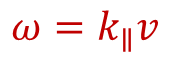 ω = k∥v